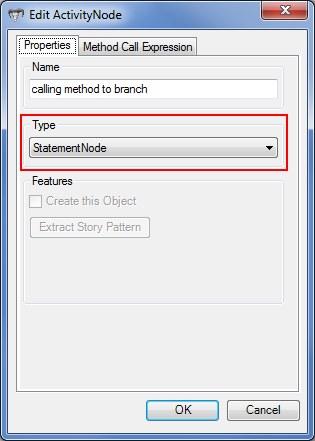 Edit ActivityNode
Properties Method Call Expression
Name
calling method to branch
Type
StatementNode
Features
Create this Object
Extract Story Pattern
OK Cancel